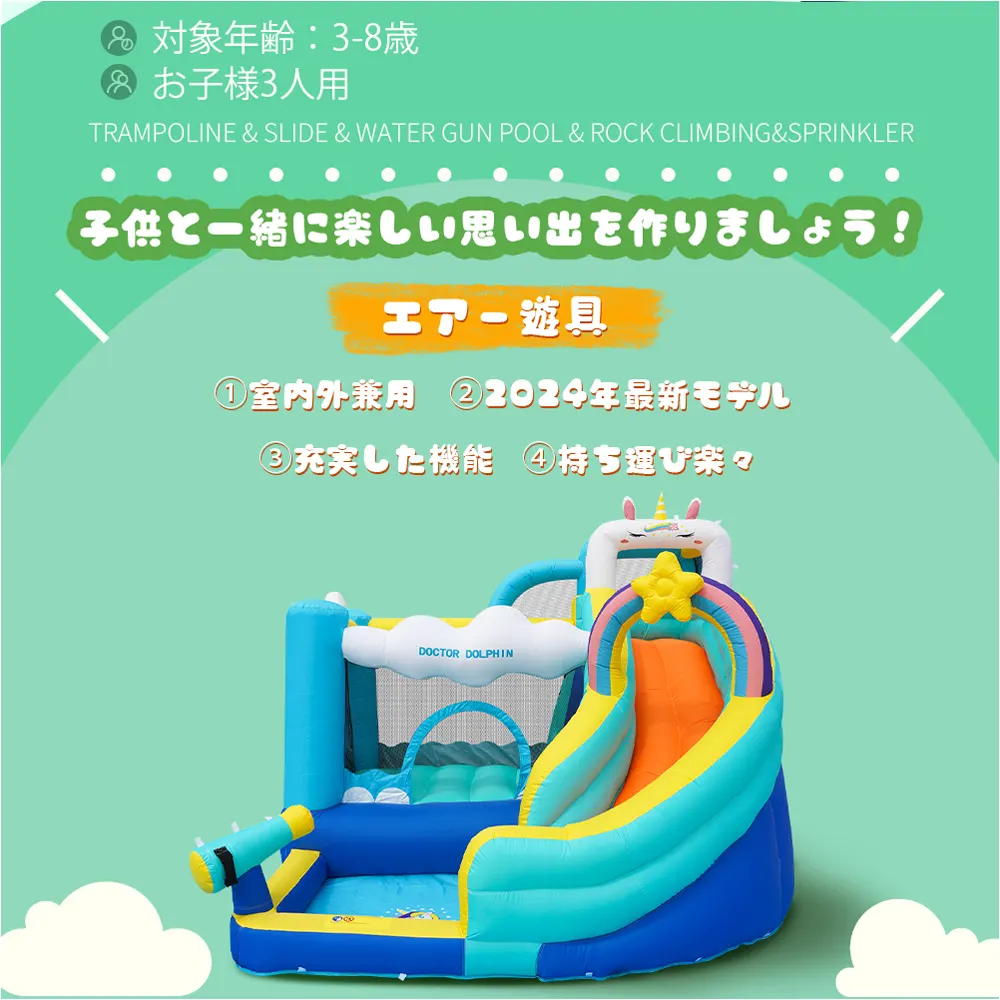 対象年齢：3-8歳
お子様3人用
TRAMPOLINE & SLIDE & WATER GUN POOL & ROCK CLIMBING&SPRINKLER
子供と一緒に楽しい思い出を作りましょう！
エアー遊具
①室内外兼用 ②2024年最新モデル
③充実した機能 ④持ち運び楽々
DOCTOR DOLPHIN